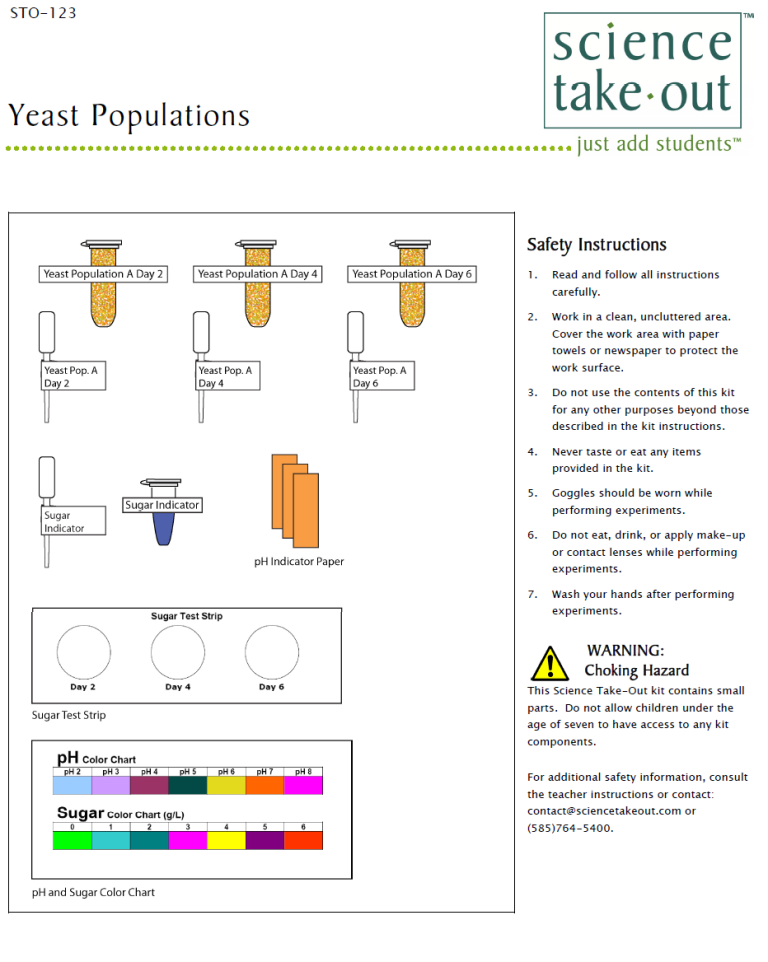 STO-123
science
take·out
™
just add students™
Yeast Populations
Yeast Population A Day 2
Yeast Population A Day 4
Yeast Population A Day 6
Yeast Pop. A
Day 2
Yeast Pop. A
Day 4
Yeast Pop. A
Day 6
Sugar
Indicator
Sugar Indicator
pH Indicator Paper
Sugar Test Strip
Day 2
Day 4
Day 6
Sugar Test Strip
pH Color Chart
pH 2 pH 3 pH 4 pH 5 pH 6 pH 7 pH 8
Sugar Color Chart (g/L)
0 1 2 3 4 5 6
pH and Sugar Color Chart
Safety Instructions
1. Read and follow all instructions
carefully.
2. Work in a clean, uncluttered area.
Cover the work area with paper
towels or newspaper to protect the
work surface.
3. Do not use the contents of this kit
for any other purposes beyond those
described in the kit instructions.
4. Never taste or eat any items
provided in the kit.
5. Goggles should be worn while
performing experiments.
6. Do not eat, drink, or apply make-up
or contact lenses while performing
experiments.
7. Wash your hands after performing
experiments.
!
WARNING:
Choking Hazard
This Science Take-Out kit contains small
parts. Do not allow children under the
age of seven to have access to any kit
components.
For additional safety information, consult
the teacher instructions or contact:
contact@sciencetakeout.com or
(585)764-5400.